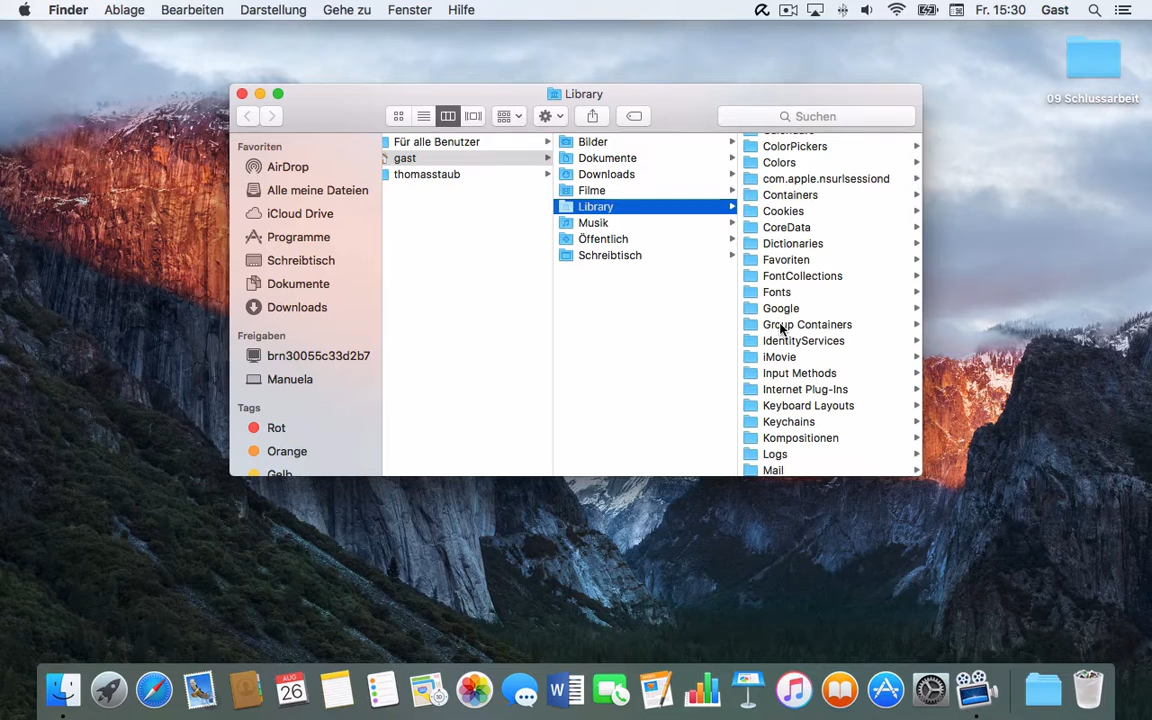 Finder Ablage Bearbeiten Darstellung Gehe zu Fenster Hilfe Fr. 15:30 Gast
09 Schlussarbeit
Library
Suchen
Favoriten
AirDrop
Alle meine Dateien
iCloud Drive
Programme
Schreibtisch
Dokumente
Downloads
Freigaben
brn30055c33d2b7
Manuela
Tags
Rot
Orange
Gelb
Für alle Benutzer
gast
thomasstaub
Bilder
Dokumente
Downloads
Filme
Library
Musik
Öffentlich
Schreibtisch
ColorPickers
Colors
com.apple.nsurlsessiond
Containers
Cookies
CoreData
Dictionaries
Favoriten
FontCollections
Fonts
Google
Group Containers
IdentityServices
iMovie
Input Methods
Internet Plug-Ins
Keyboard Layouts
Keychains
Kompositionen
Logs
Mail
AUG
26